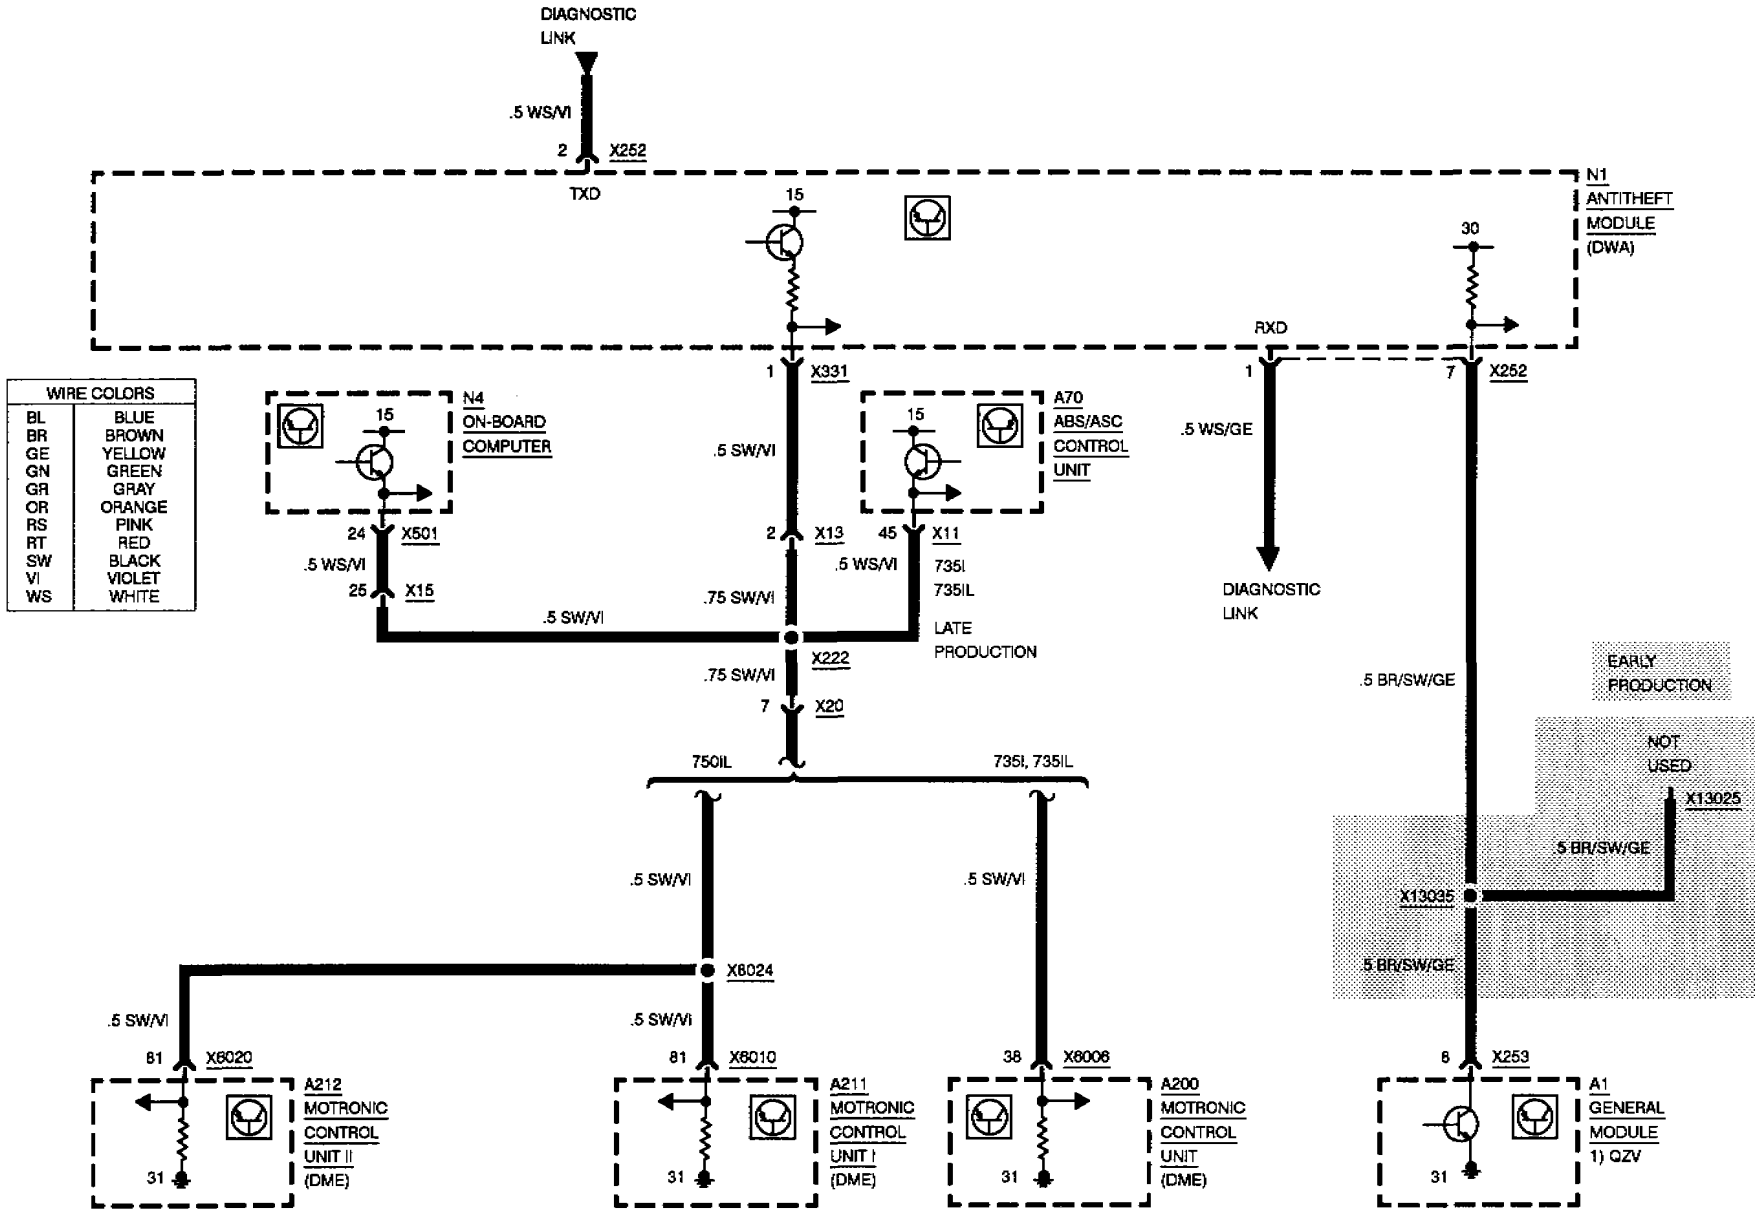 DIAGNOSTIC
LINK
.5 WS/VI
2 X252
TXD
15
30
N1
ANTITHEFT
MODULE
(DWA)
RXD
1 X331
1
7 X252
WIRE COLORS
BL BLUE
BR BROWN
GE YELLOW
GN GREEN
GR GRAY
OR ORANGE
RS PINK
RT RED
SW BLACK
VI VIOLET
WS WHITE
15
N4
ON-BOARD
COMPUTER
.5 SW/VI
15
A70
ABS/ASC
CONTROL
UNIT
.5 WS/GE
24 X501
2 X13
45 X11
.5 WS/VI
.5 WS/VI
735I
735IL
25 X15
.75 SW/VI
DIAGNOSTIC
LINK
.5 SW/VI
LATE
PRODUCTION
X222
.75 SW/VI
7 X20
.5 BR/SW/GE
EARLY
PRODUCTION
NOT
USED
X13025
750IL
735I, 735IL
.5 BR/SW/GE
.5 SW/VI
.5 SW/VI
X13035
X6024
.5 BR/SW/GE
.5 SW/VI
.5 SW/VI
81 X6020
81 X6010
38 X6006
6 X253
A212
MOTRONIC
CONTROL
UNIT II
(DME)
31
A211
MOTRONIC
CONTROL
UNIT I
(DME)
31
A200
MOTRONIC
CONTROL
UNIT
(DME)
31
A1
GENERAL
MODULE
1) QZV
31